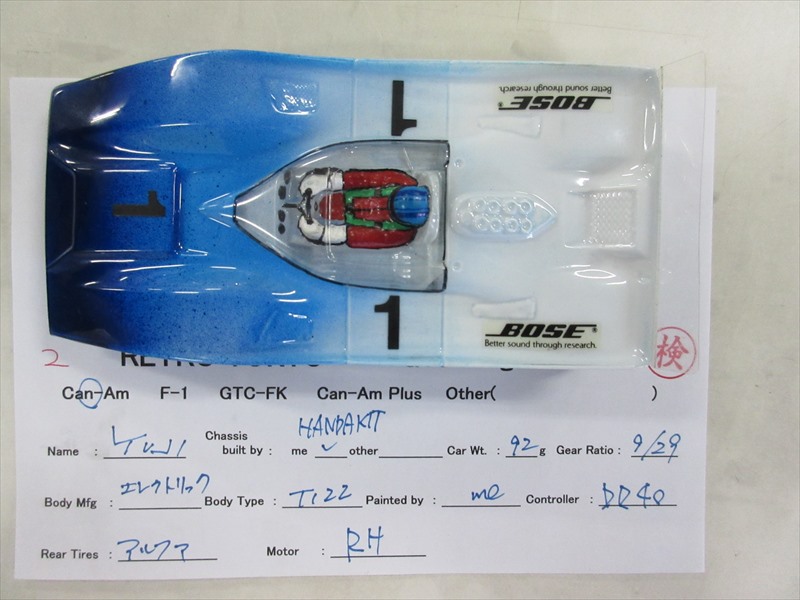 1
BOSE
Better sound through research.
1
1
BOSE®
Better sound through research.
2
検
Can-Am F-1 GTC-FK Can-Am Plus Other( )
HANDAKIT
Name : YUJI Chassis built by : me ✓ other Car Wt. : 92 g Gear Ratio : 9/29
Body Mfg : エレクトリック Body Type : Ti22 Painted by : me Controller : DR40
Rear Tires : アルファ Motor : RH